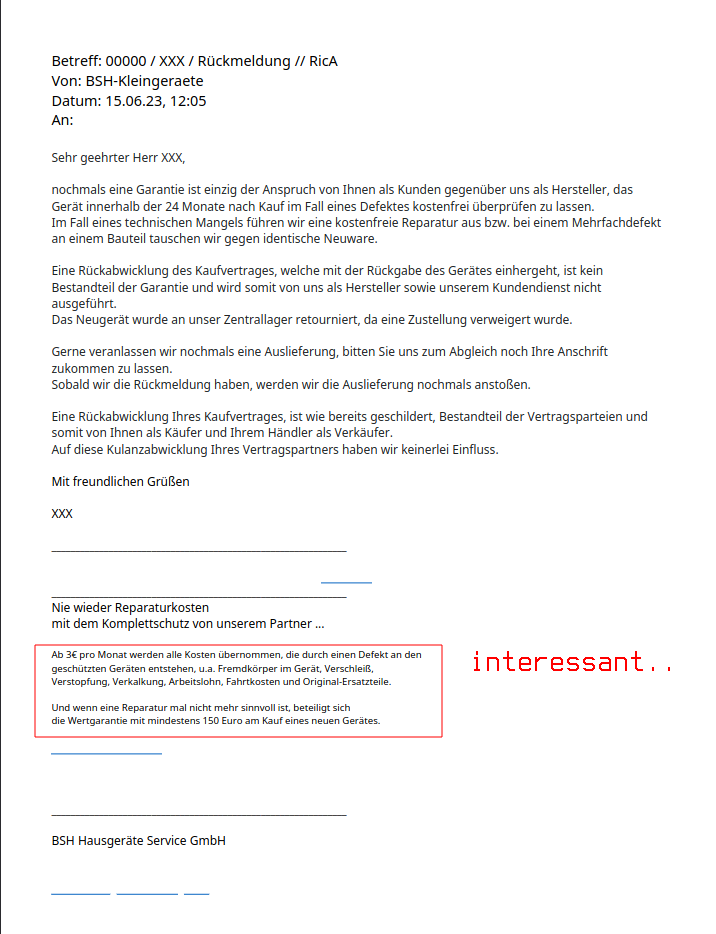 Betreff: 00000 / XXX / Rückmeldung // RicA
Von: BSH-Kleingeraete
Datum: 15.06.23, 12:05
An:
Sehr geehrter Herr XXX,
nochmals eine Garantie ist einzig der Anspruch von Ihnen als Kunden gegenüber uns als Hersteller, das
Gerät innerhalb der 24 Monate nach Kauf im Fall eines Defektes kostenfrei überprüfen zu lassen.
Im Fall eines technischen Mangels führen wir eine kostenfreie Reparatur aus bzw. bei einem Mehrfachdefekt
an einem Bauteil tauschen wir gegen identische Neuware.
Eine Rückabwicklung des Kaufvertrages, welche mit der Rückgabe des Gerätes einhergeht, ist kein
Bestandteil der Garantie und wird somit von uns als Hersteller sowie unserem Kundendienst nicht
ausgeführt.
Das Neugerät wurde an unser Zentrallager retourniert, da eine Zustellung verweigert wurde.
Gerne veranlassen wir nochmals eine Auslieferung, bitten Sie uns zum Abgleich noch Ihre Anschrift
zukommen zu lassen.
Sobald wir die Rückmeldung haben, werden wir die Auslieferung nochmals anstoßen.
Eine Rückabwicklung Ihres Kaufvertrages, ist wie bereits geschildert, Bestandteil der Vertragsparteien und
somit von Ihnen als Käufer und Ihrem Händler als Verkäufer.
Auf diese Kulanzabwicklung Ihres Vertragspartners haben wir keinerlei Einfluss.
Mit freundlichen Grüßen
XXX
Nie wieder Reparaturkosten
mit dem Komplettschutz von unserem Partner ...
Ab 3€ pro Monat werden alle Kosten übernommen, die durch einen Defekt an den
geschützten Geräten entstehen, u.a. Fremdkörper im Gerät, Verschleiß,
Verstopfung, Verkalkung, Arbeitslohn, Fahrtkosten und Original-Ersatzteile.
interessant..
Und wenn eine Reparatur mal nicht mehr sinnvoll ist, beteiligt sich
die Wertgarantie mit mindestens 150 Euro am Kauf eines neuen Gerätes.
BSH Hausgeräte Service GmbH